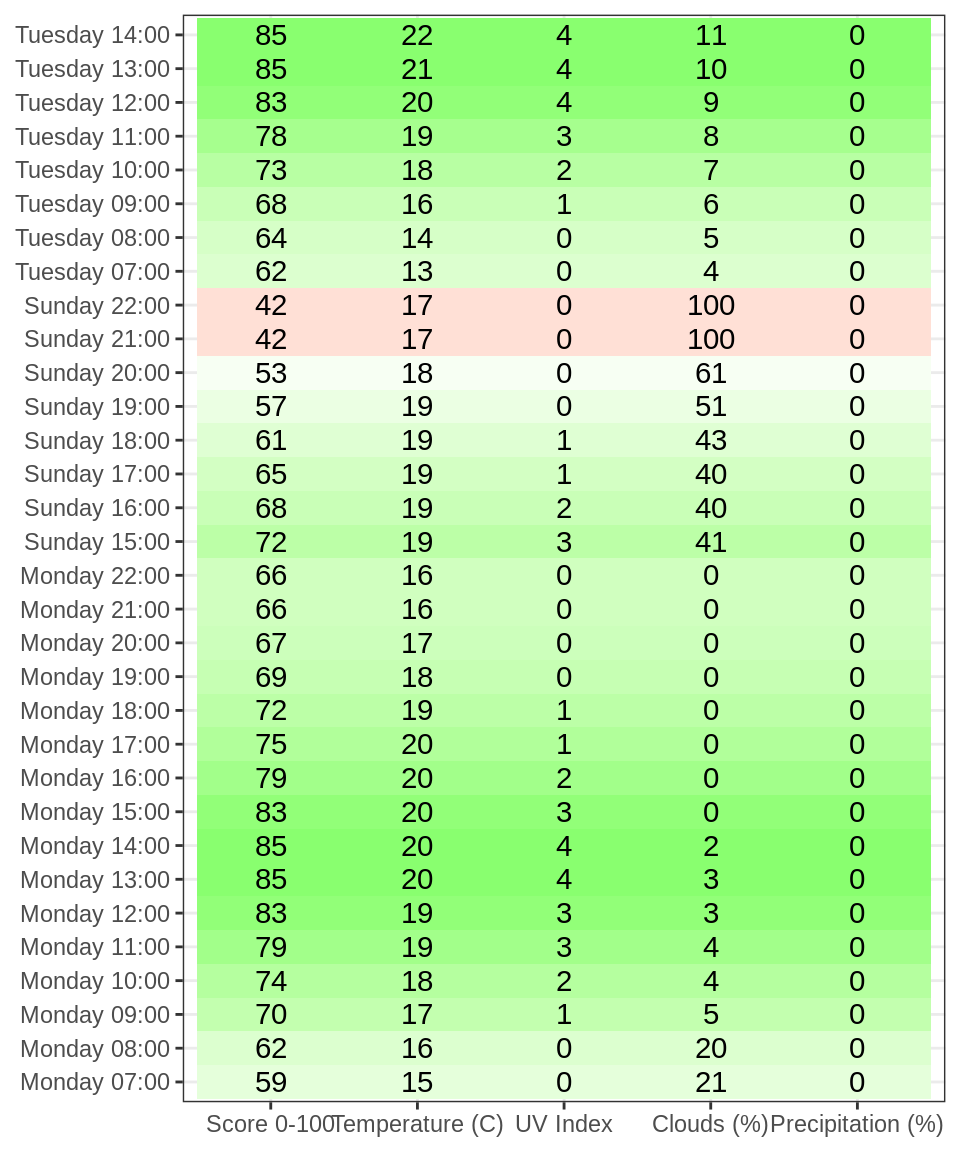 Tuesday 14:00 85 22 4 11 0
Tuesday 13:00 85 21 4 10 0
Tuesday 12:00 83 20 4 9 0
Tuesday 11:00 78 19 3 8 0
Tuesday 10:00 73 18 2 7 0
Tuesday 09:00 68 16 1 6 0
Tuesday 08:00 64 14 0 5 0
Tuesday 07:00 62 13 0 4 0
Sunday 22:00 42 17 0 100 0
Sunday 21:00 42 17 0 100 0
Sunday 20:00 53 18 0 61 0
Sunday 19:00 57 19 0 51 0
Sunday 18:00 61 19 1 43 0
Sunday 17:00 65 19 1 40 0
Sunday 16:00 68 19 2 40 0
Sunday 15:00 72 19 3 41 0
Monday 22:00 66 16 0 0 0
Monday 21:00 66 16 0 0 0
Monday 20:00 67 17 0 0 0
Monday 19:00 69 18 0 0 0
Monday 18:00 72 19 1 0 0
Monday 17:00 75 20 1 0 0
Monday 16:00 79 20 2 0 0
Monday 15:00 83 20 3 0 0
Monday 14:00 85 20 4 2 0
Monday 13:00 85 20 4 3 0
Monday 12:00 83 19 3 3 0
Monday 11:00 79 19 3 4 0
Monday 10:00 74 18 2 4 0
Monday 09:00 70 17 1 5 0
Monday 08:00 62 16 0 20 0
Monday 07:00 59 15 0 21 0
Score 0-100 Temperature (C) UV Index Clouds (%) Precipitation (%)